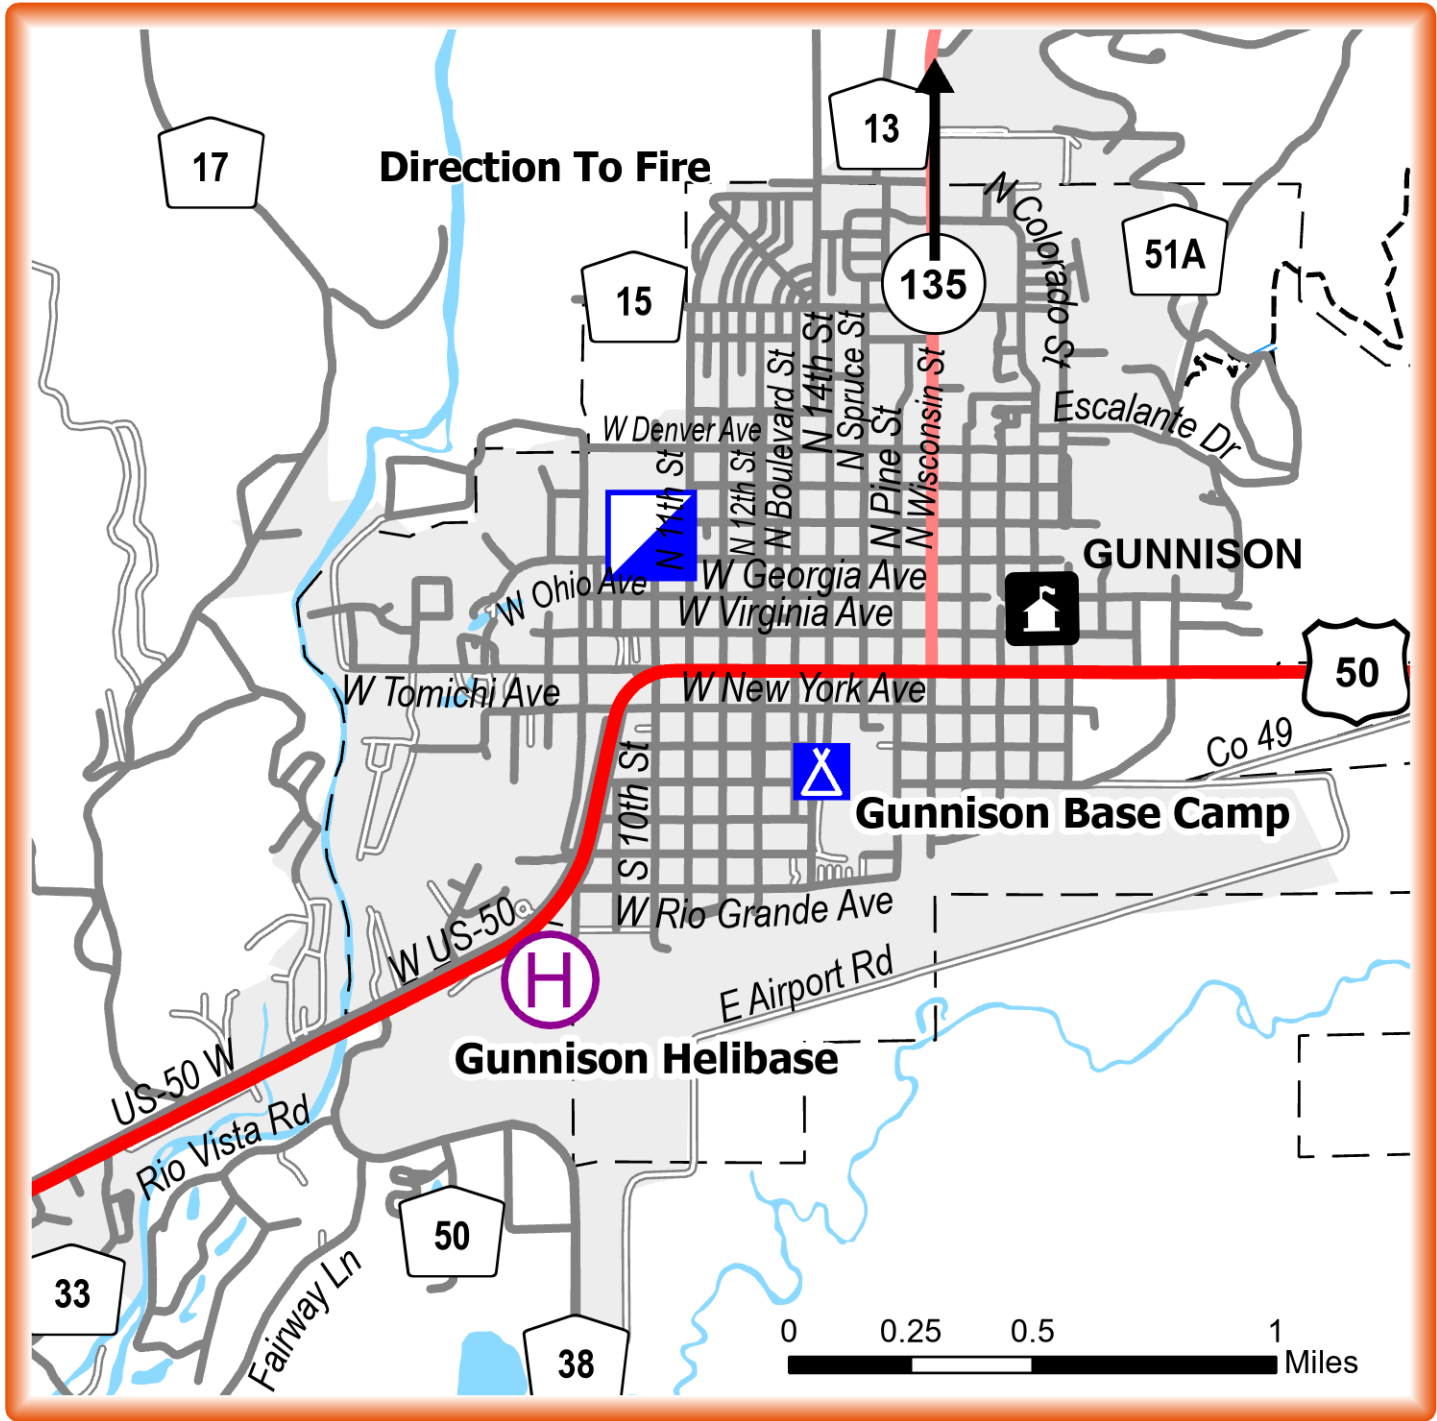 13
17
Direction To Fire
N Colorado St
51A
135
15
N 14th St
N Spruce St
N Boulevard St
N Wisconsin St
N Pine St
Escalante Dr
W Denver Ave
N 11th St
N 12th St
GUNNISON
W Georgia Ave
W Ohio Ave
W Virginia Ave
50
W Tomichi Ave
W New York Ave
Co 49
S 10th St
Gunnison Base Camp
W Rio Grande Ave
W US-50
H
E Airport Rd
Gunnison Helibase
US-50 W
Rio Vista Rd
50
33
Fairway Ln
38
0 0.25 0.5 1
Miles